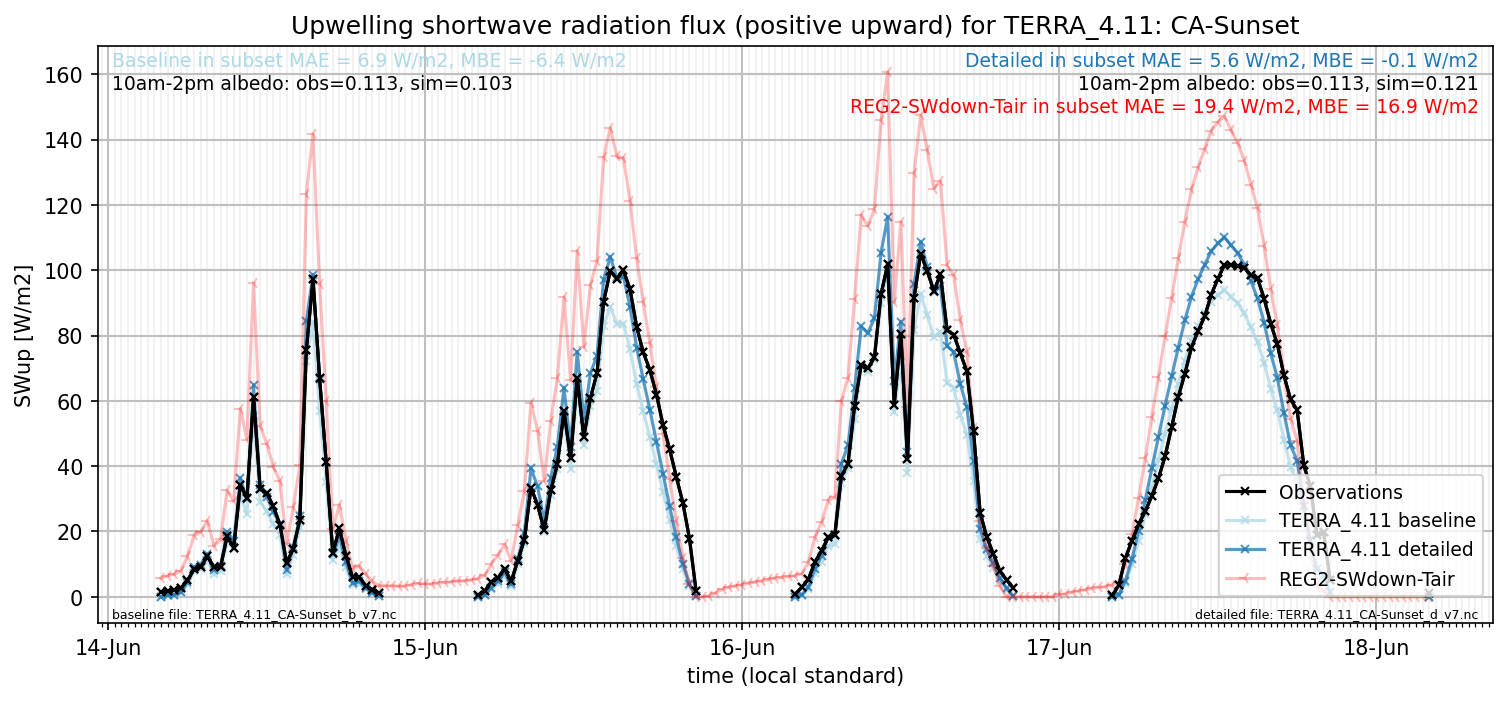 Upwelling shortwave radiation flux (positive upward) for TERRA_4.11: CA-Sunset
Baseline in subset MAE = 6.9 W/m2, MBE = -6.4 W/m2
10am-2pm albedo: obs=0.113, sim=0.103
Detailed in subset MAE = 5.6 W/m2, MBE = -0.1 W/m2
10am-2pm albedo: obs=0.113, sim=0.121
REG2-SWdown-Tair in subset MAE = 19.4 W/m2, MBE = 16.9 W/m2
SWup [W/m2]
160
140
120
100
80
60
40
20
0
Observations
TERRA_4.11 baseline
TERRA_4.11 detailed
REG2-SWdown-Tair
baseline file: TERRA_4.11_CA-Sunset_b_v7.nc
detailed file: TERRA_4.11_CA-Sunset_d_v7.nc
14-Jun 15-Jun 16-Jun 17-Jun 18-Jun
time (local standard)